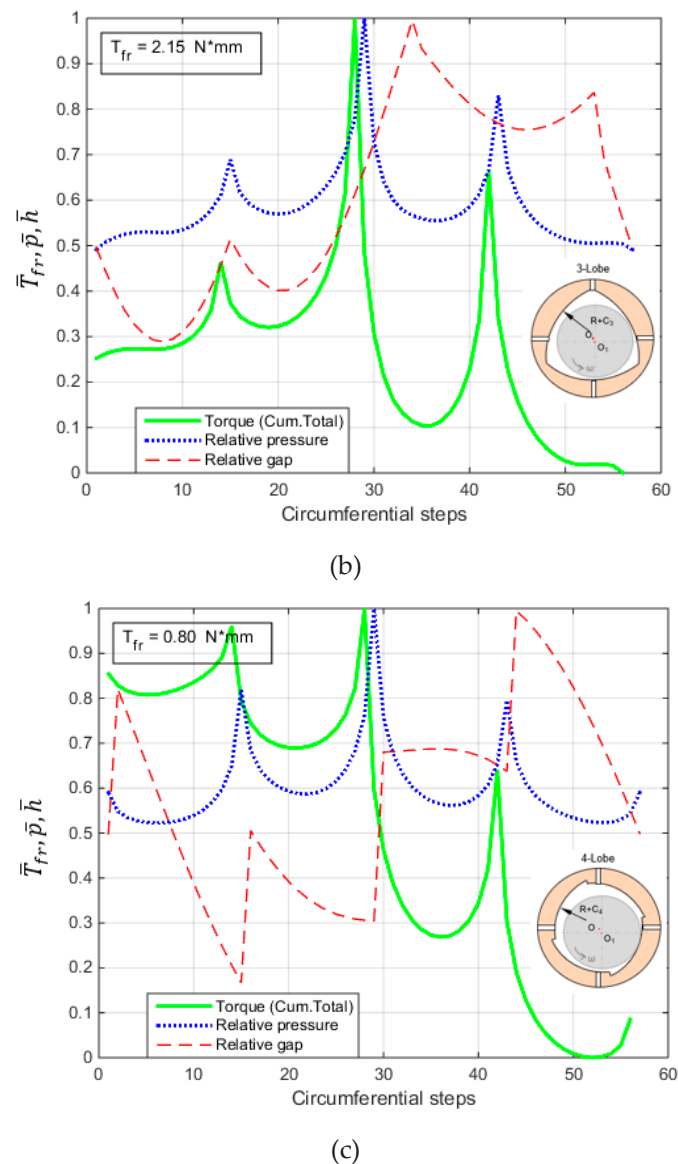 1
0.9
0.8
0.7
0.6
0.5
0.4
0.3
0.2
0.1
0
T̄fr, p̄, h̄
Tfr = 2.15 N*mm
3-Lobe
R+C3
O
O1
ω
Torque (Cum.Total)
Relative pressure
Relative gap
0 10 20 30 40 50 60
Circumferential steps
(b)
1
0.9
0.8
0.7
0.6
0.5
0.4
0.3
0.2
0.1
0
T̄fr, p̄, h̄
Tfr = 0.80 N*mm
4-Lobe
R+C4
O
O1
ω
Torque (Cum.Total)
Relative pressure
Relative gap
0 10 20 30 40 50 60
Circumferential steps
(c)